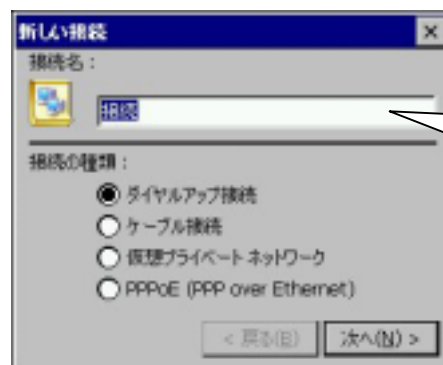 新しい接続
接続名：
接続
接続の種類：
ダイヤルアップ接続
ケーブル接続
仮想プライベート ネットワーク
PPPoE (PPP over Ethernet)
< 戻る(B)
次へ(N) >